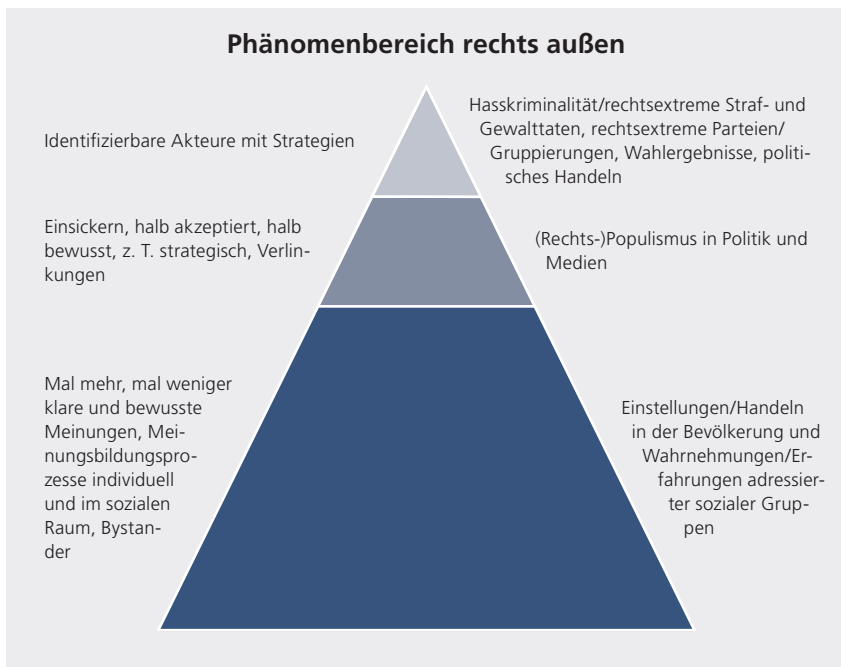 Phänomenbereich rechts außen
Identifizierbare Akteure mit Strategien
Hasskriminalität/rechtsextreme Straf- und
Gewalttaten, rechtsextreme Parteien/
Gruppierungen, Wahlergebnisse, politi-
sches Handeln
Einsickern, halb akzeptiert, halb
bewusst, z. T. strategisch, Verlin-
kungen
(Rechts-)Populismus in Politik und
Medien
Mal mehr, mal weniger
klare und bewusste
Meinungen, Mei-
nungsbildungspro-
zesse individuell
und im sozialen
Raum, Bystan-
der
Einstellungen/Handeln
in der Bevölkerung und
Wahrnehmungen/Er-
fahrungen adressier-
ter sozialer Grup-
pen